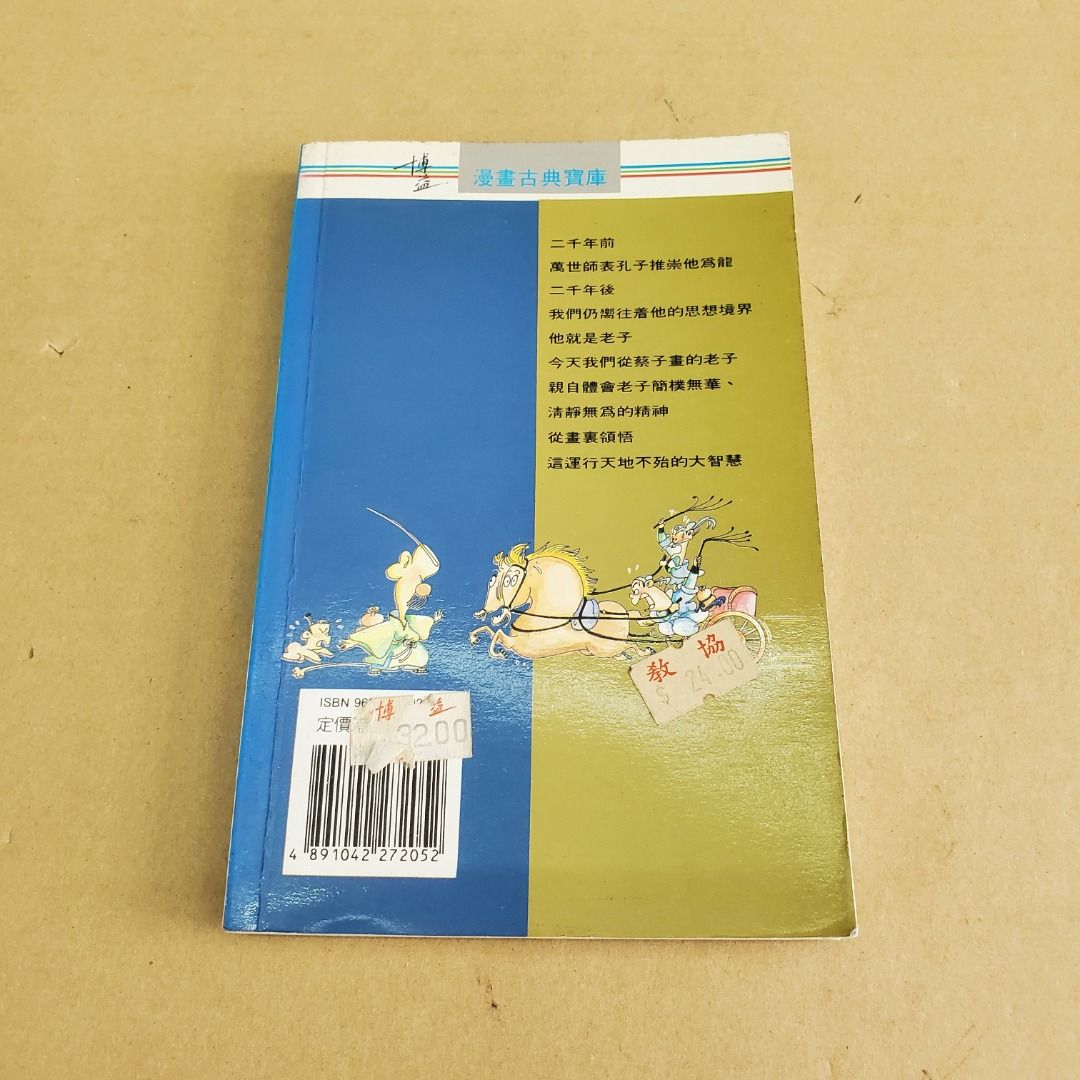 博益
漫畫古典寶庫
二千年前
萬世師表孔子推崇他為龍
二千年後
我們仍嚮往着他的思想境界
他就是老子
今天我們從蔡子畫的老子
親自體會老子簡樸無華、
清靜無為的精神
從畫裏領悟
這運行天地不殆的大智慧
教協
$ 24.00
ISBN 96
博益
定價
3200
4 891042 272052